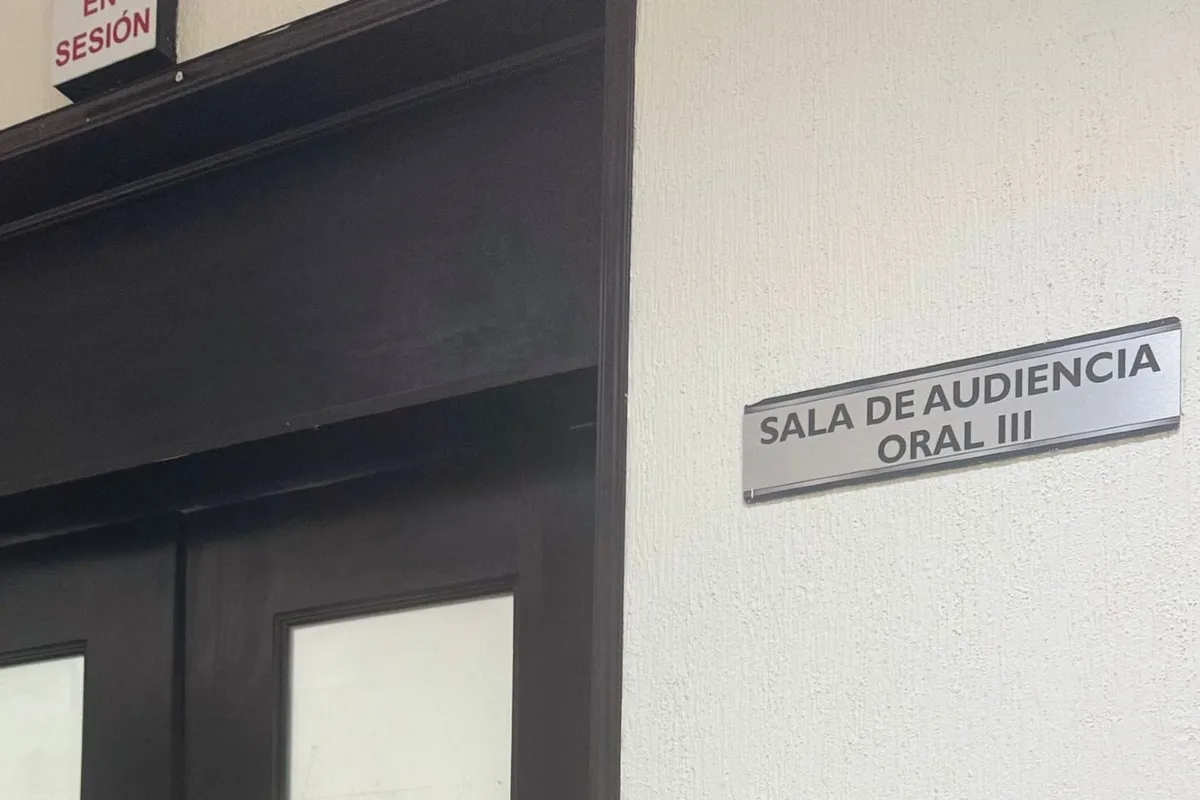 EN
SESIÓN
SALA DE AUDIENCIA
ORAL III